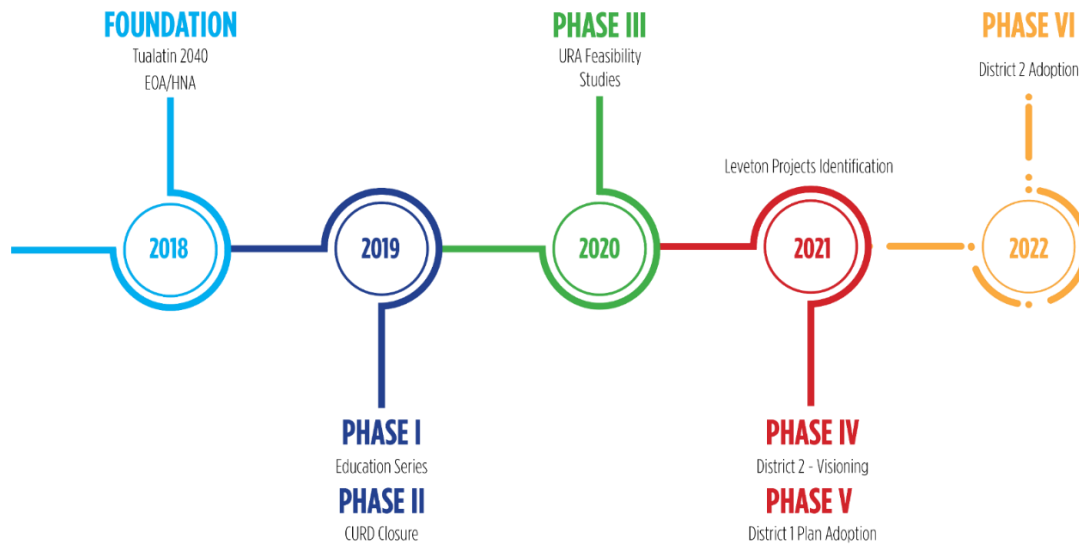 FOUNDATION
Tualatin 2040
EOA/HNA
PHASE III
URA Feasibility
Studies
PHASE VI
District 2 Adoption
Leveton Projects Identification
2018
2019
2020
2021
2022
PHASE I
Education Series
PHASE II
CURD Closure
PHASE IV
District 2 - Visioning
PHASE V
District 1 Plan Adoption